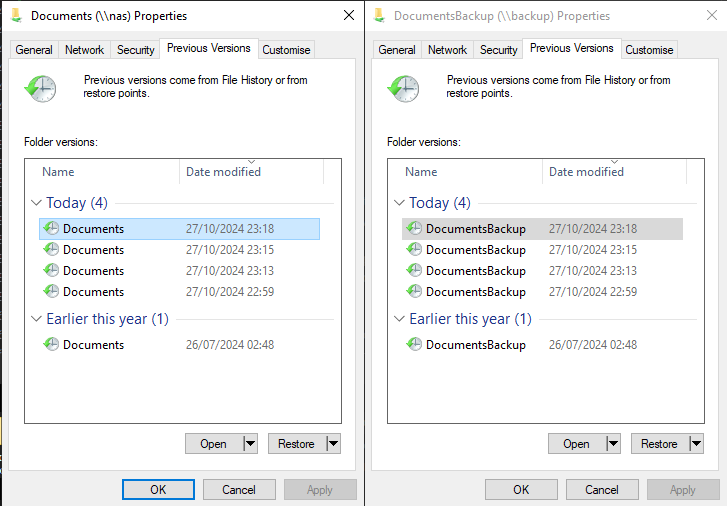 Documents (\\nas) Properties
General Network Security Previous Versions Customise
Previous versions come from File History or from
restore points.
Folder versions:
Name Date modified
Today (4)
Documents 27/10/2024 23:18
Documents 27/10/2024 23:15
Documents 27/10/2024 23:13
Documents 27/10/2024 22:59
Earlier this year (1)
Documents 26/07/2024 02:48
Open Restore
OK Cancel Apply
DocumentsBackup (\\backup) Properties
General Network Security Previous Versions Customise
Previous versions come from File History or from
restore points.
Folder versions:
Name Date modified
Today (4)
DocumentsBackup 27/10/2024 23:18
DocumentsBackup 27/10/2024 23:15
DocumentsBackup 27/10/2024 23:13
DocumentsBackup 27/10/2024 22:59
Earlier this year (1)
DocumentsBackup 26/07/2024 02:48
Open Restore
OK Cancel Apply